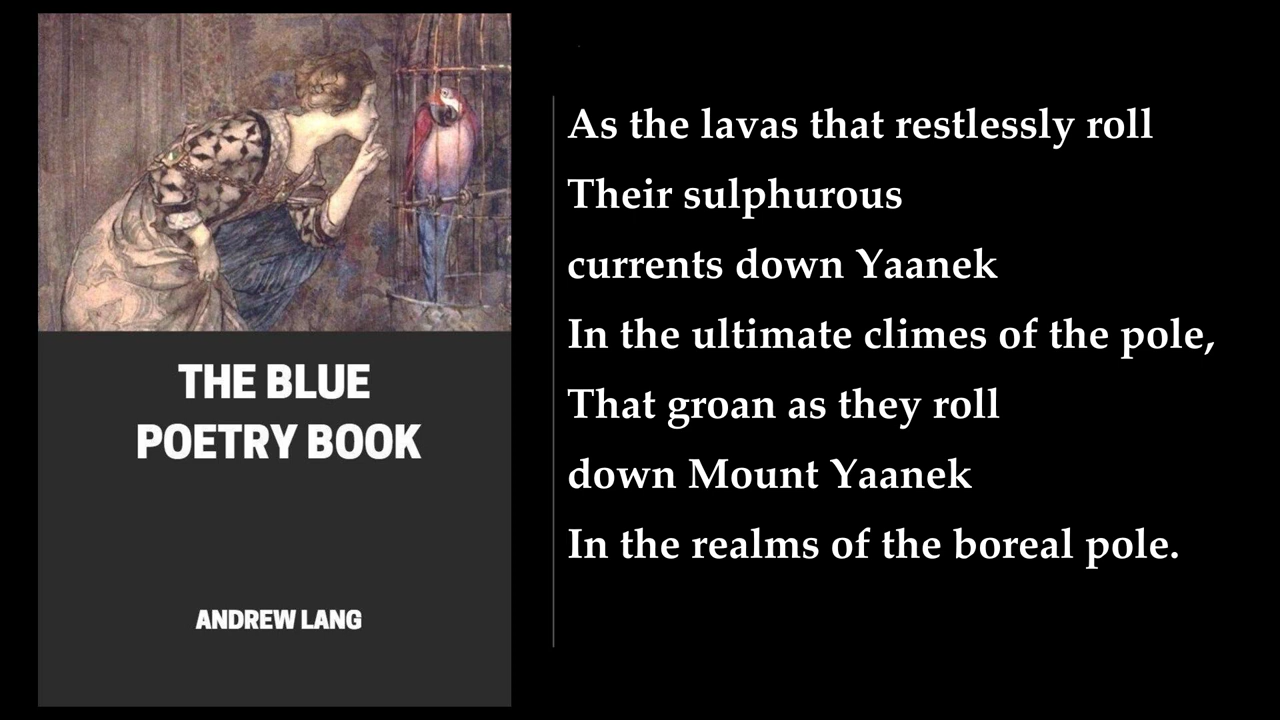 THE BLUE
POETRY BOOK
ANDREW LANG
As the lavas that restlessly roll
Their sulphurous
currents down Yaanek
In the ultimate climes of the pole,
That groan as they roll
down Mount Yaanek
In the realms of the boreal pole.